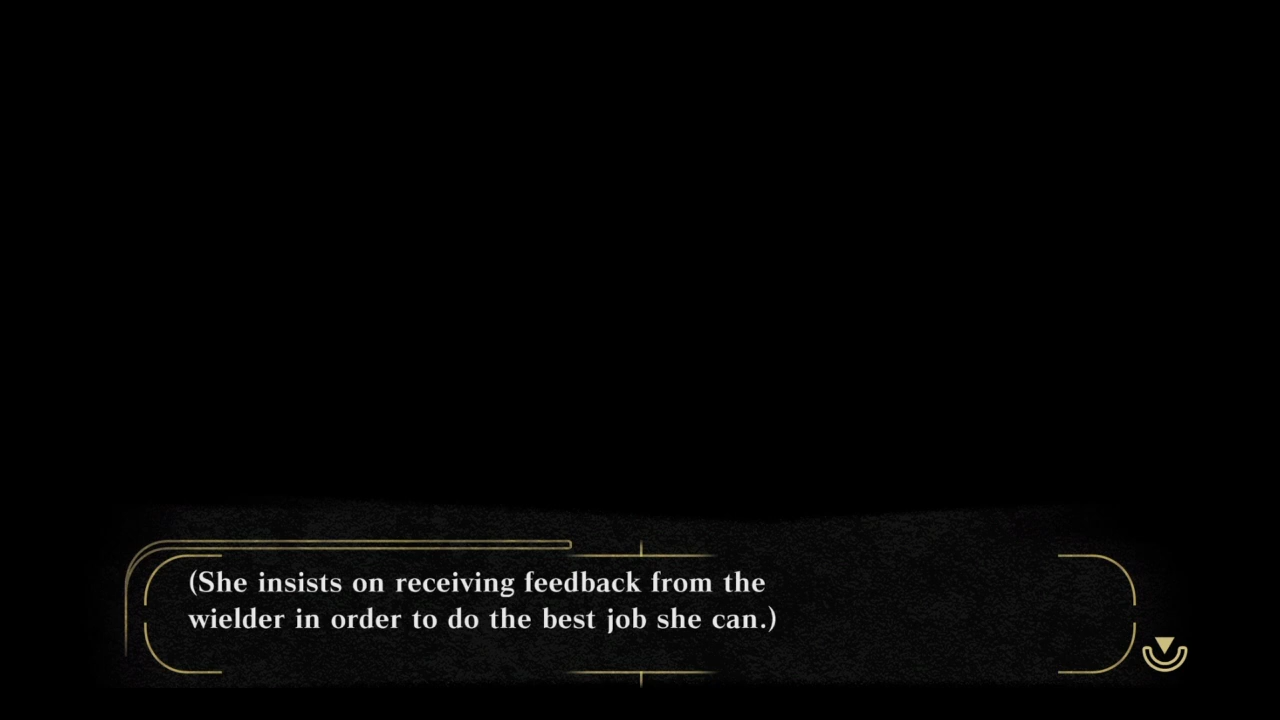 (She insists on receiving feedback from the
wielder in order to do the best job she can.)